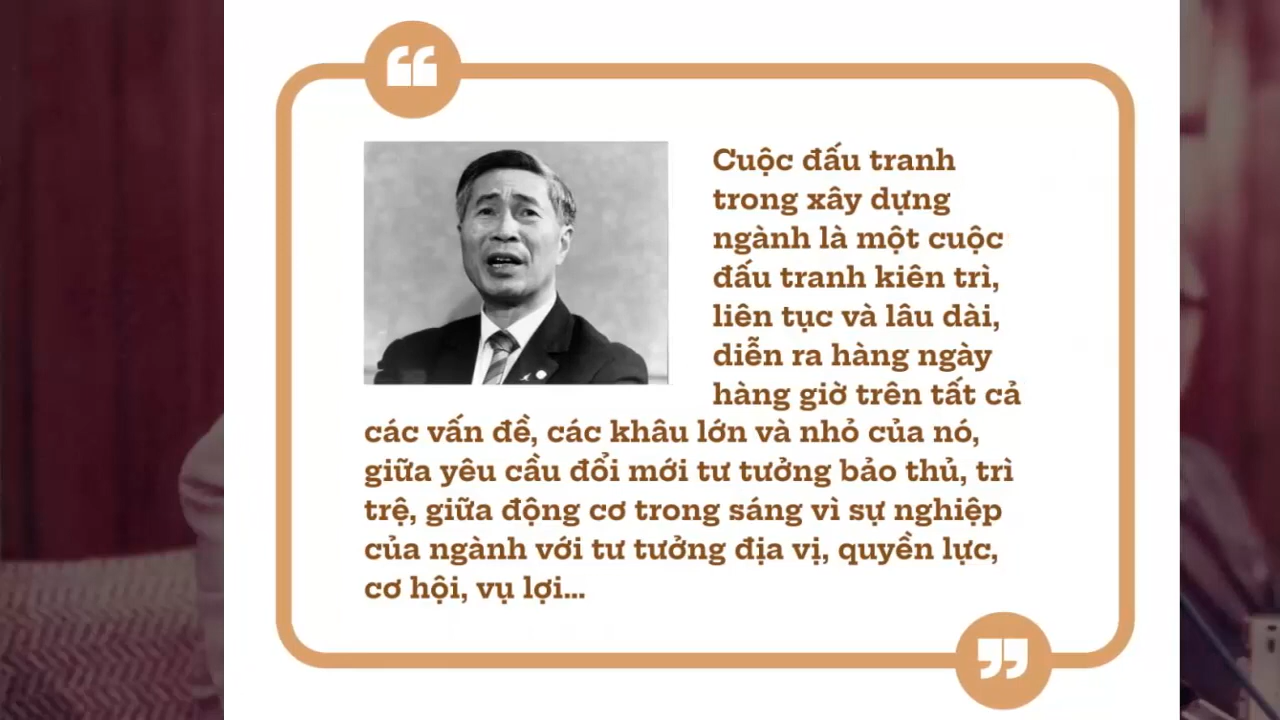 Cuộc đấu tranh
trong xây dựng
ngành là một cuộc
đấu tranh kiên trì,
liên tục và lâu dài,
diễn ra hàng ngày
hàng giờ trên tất cả
các vấn đề, các khâu lớn và nhỏ của nó,
giữa yêu cầu đổi mới tư tưởng bảo thủ, trì
trệ, giữa động cơ trong sáng vì sự nghiệp
của ngành với tư tưởng địa vị, quyền lực,
cơ hội, vụ lợi...